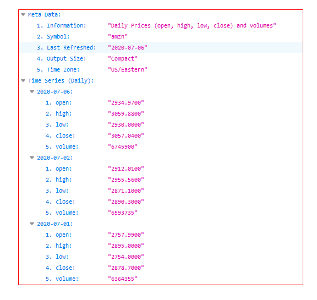 Meta Data:
1. Information: "Daily Prices (open, high, low, close) and Volumes"
2. Symbol: "amzn"
3. Last Refreshed: "2020-07-06"
4. Output Size: "Compact"
5. Time Zone: "US/Eastern"
Time Series (Daily):
2020-07-06:
1. open: "2934.9700"
2. high: "3059.8800"
3. low: "2930.0000"
4. close: "3057.0400"
5. volume:
2020-07-02:
1. open: "2912.0100"
2. high: "2955.5600"
3. low: "2871.1000"
4. close: "2890.3000"
5. volume: "6593735"
2020-07-01:
1. open: "2757.9900"
2. high: "2895.0000"
3. low: "2754.0000"
4. close: "2878.7000"
5. volume: